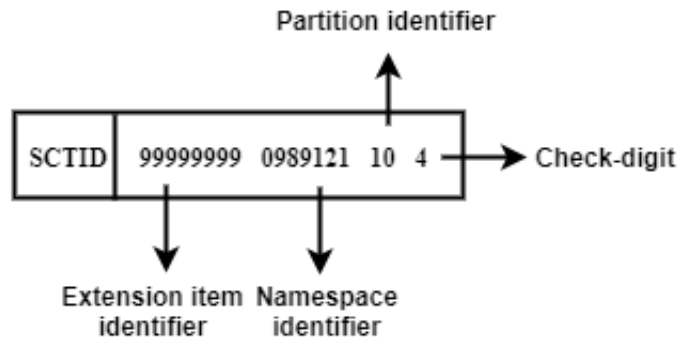 Partition identifier
SCTID 99999999 0989121 10 4 Check-digit
Extension item Namespace
identifier identifier